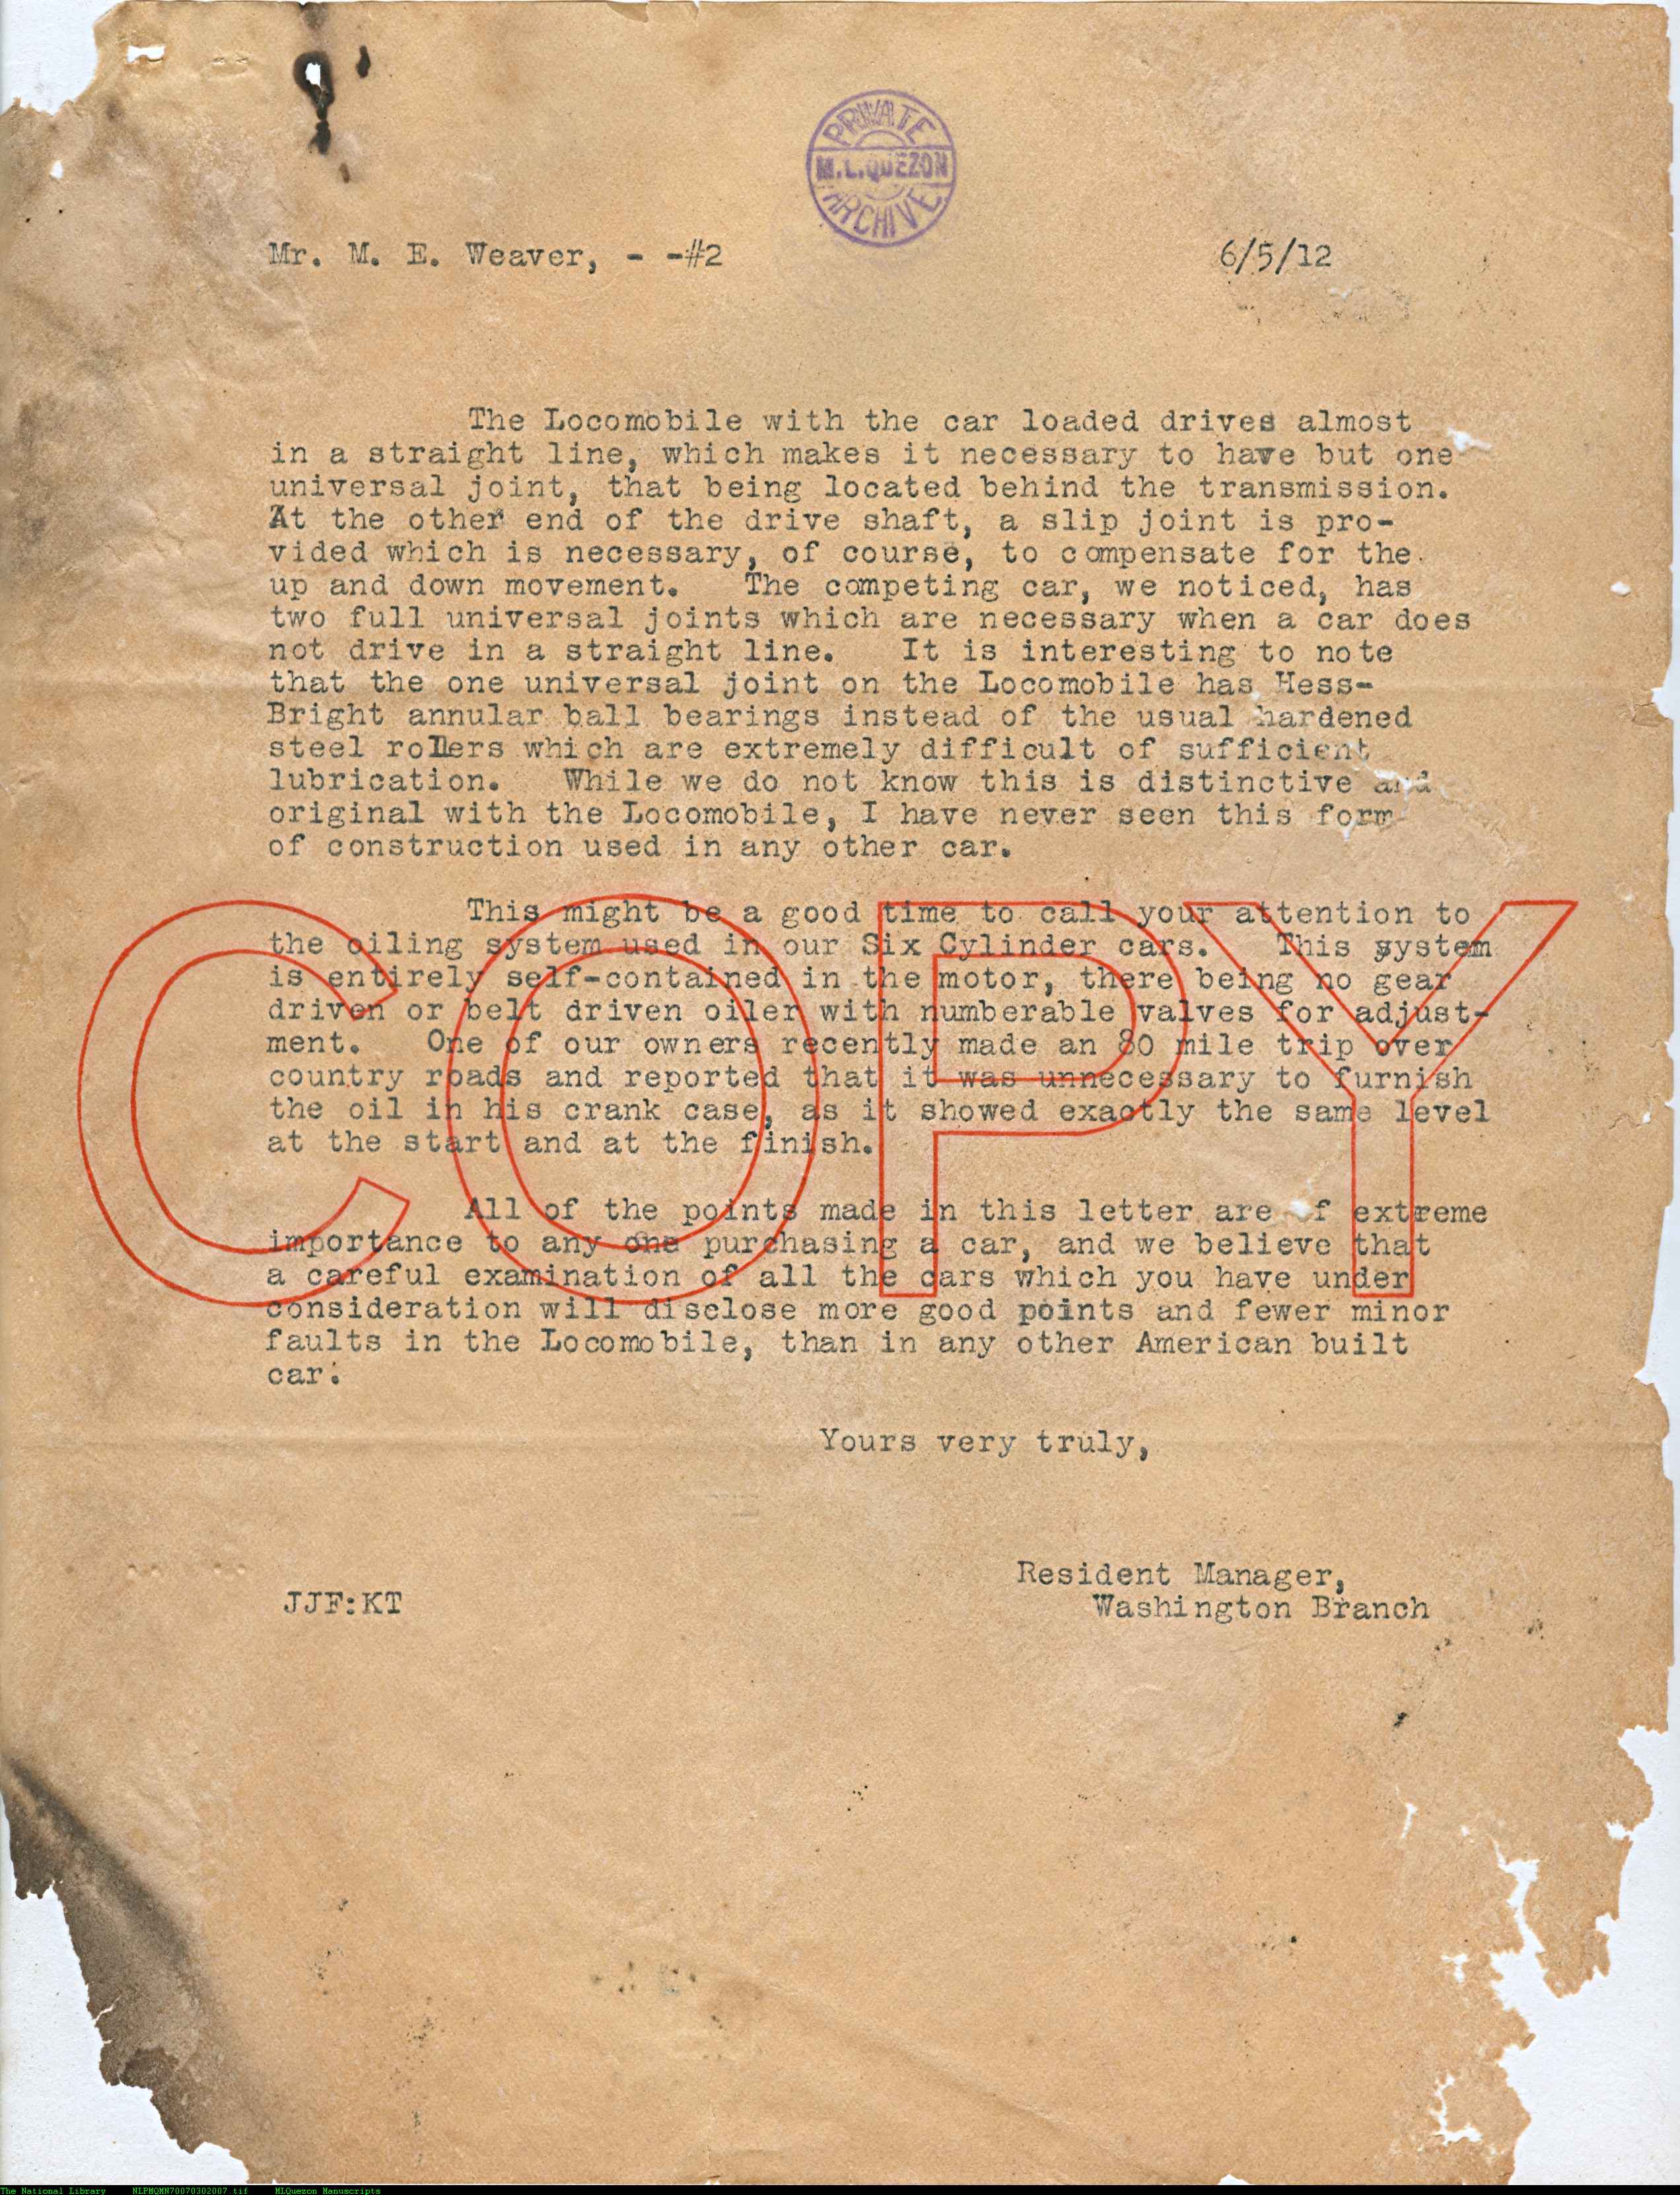 PRIVATE
M.L.QUEZON
ARCHIVE
Mr. M. E. Weaver, - -#2 6/5/12
The Locomobile with the car loaded drives almost
in a straight line, which makes it necessary to have but one
universal joint, that being located behind the transmission.
At the other end of the drive shaft, a slip joint is pro-
vided which is necessary, of course, to compensate for the
up and down movement. The competing car, we noticed, has
two full universal joints which are necessary when a car does
not drive in a straight line. It is interesting to note
that the one universal joint on the Locomobile has Hess-
Bright annular ball bearings instead of the usual hardened
steel rollers which are extremely difficult of sufficient
lubrication. While we do not know this is distinctive and
original with the Locomobile, I have never seen this form
of construction used in any other car.
This might be a good time to call your attention to
the oiling system used in our Six Cylinder cars. This system
is entirely self-contained in the motor, there being no gear
driven or belt driven oiler with numberable valves for adjust-
ment. One of our owners recently made an 80 mile trip over
country roads and reported that it was unnecessary to furnish
the oil in his crank case, as it showed exactly the same level
at the start and at the finish.
COPY
All of the points made in this letter are of extreme
importance to any one purchasing a car, and we believe that
a careful examination of all the cars which you have under
consideration will disclose more good points and fewer minor
faults in the Locomobile, than in any other American built
car.
Yours very truly,
Resident Manager,
JJF:KT Washington Branch
The National Library NLPMQMN70070302007.tif MLQuezon Manuscripts